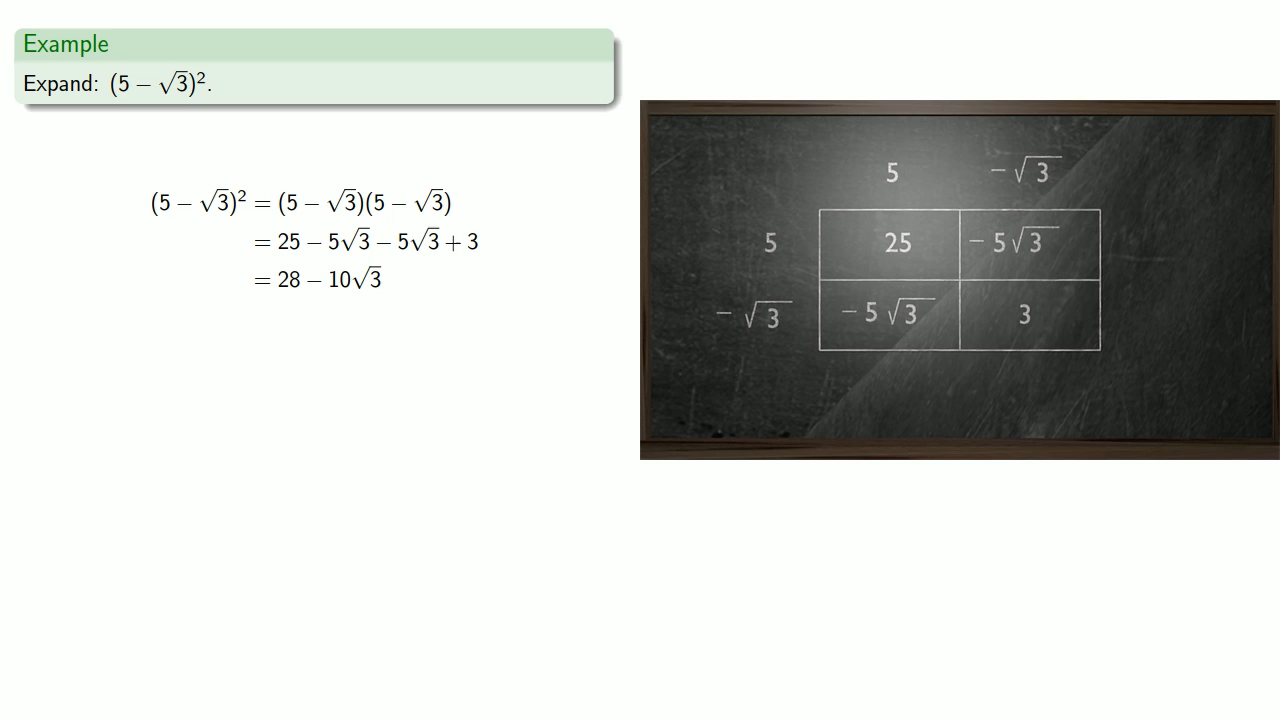 Example
Expand: (5 − √3)².
(5 − √3)² = (5 − √3)(5 − √3)
= 25 − 5√3 − 5√3 + 3
= 28 − 10√3
5 −√3
5 25 −5√3
−√3 −5√3 3